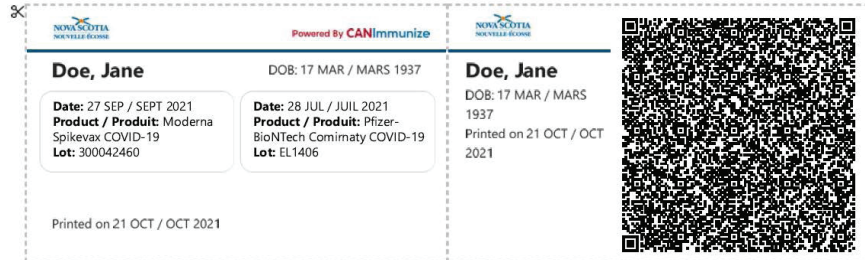 NOVA SCOTIA
NOUVELLE-ÉCOSSE
Powered By CANImmunize
Doe, Jane
DOB: 17 MAR / MARS 1937
Date: 27 SEP / SEPT 2021
Product / Produit: Moderna
Spikevax COVID-19
Lot: 300042460
Date: 28 JUL / JUIL 2021
Product / Produit: Pfizer-
BioNTech Comirnaty COVID-19
Lot: EL1406
Printed on 21 OCT / OCT 2021
NOVA SCOTIA
NOUVELLE-ÉCOSSE
Doe, Jane
DOB: 17 MAR / MARS
1937
Printed on 21 OCT / OCT
2021